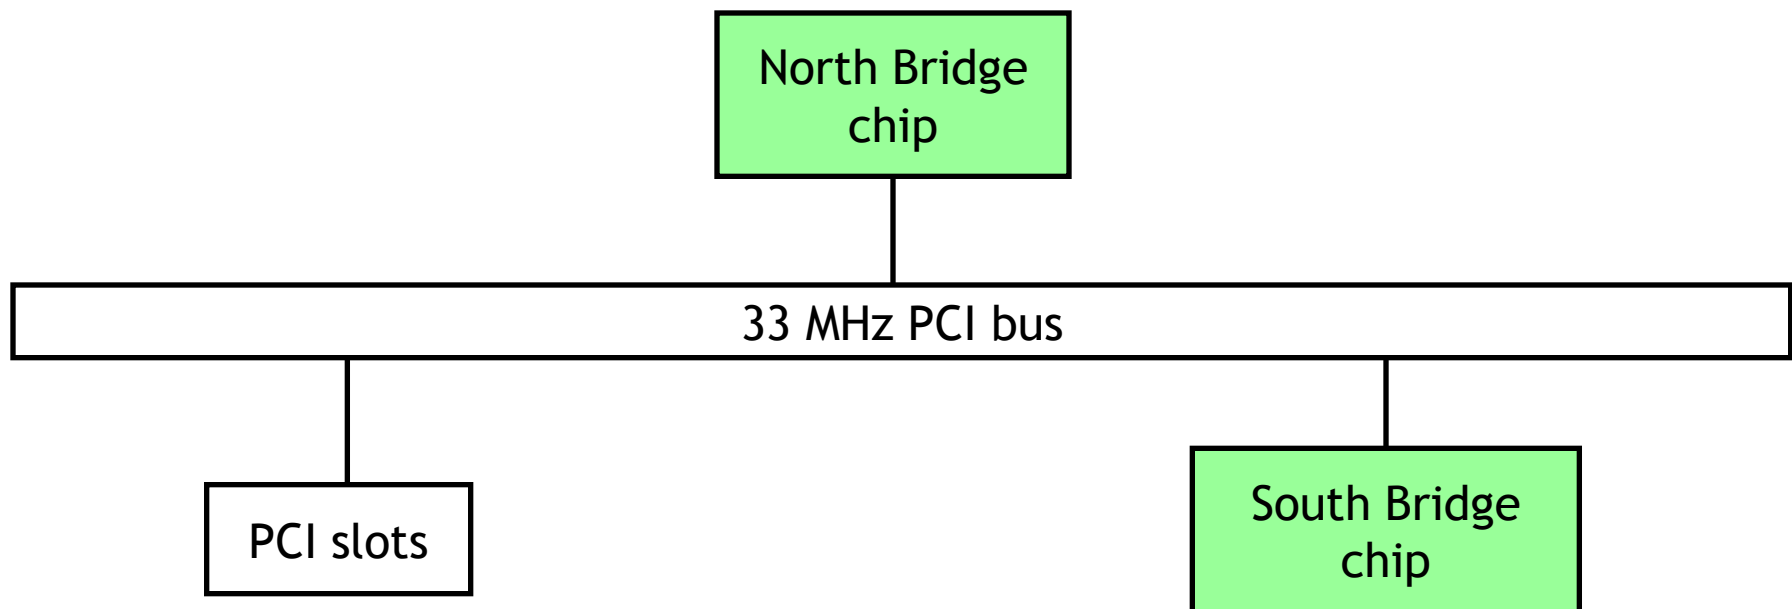 North Bridge
chip
33 MHz PCI bus
PCI slots
South Bridge
chip